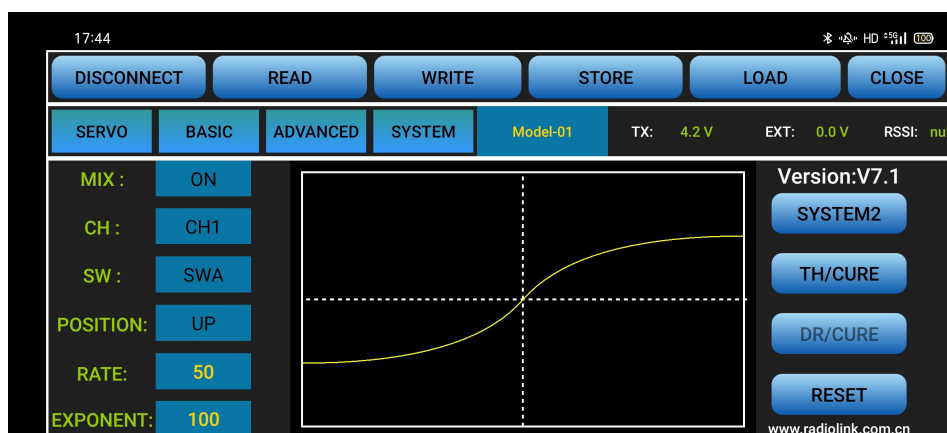 17:44 HD 5G 100
DISCONNECT READ WRITE STORE LOAD CLOSE
SERVO BASIC ADVANCED SYSTEM Model-01 TX: 4.2 V EXT: 0.0 V RSSI:
MIX : ON
CH : CH1
SW : SWA
POSITION: UP
RATE: 50
EXPONENT: 100
Version:V7.1
SYSTEM2
TH/CURE
DR/CURE
RESET
www.radiolink.com.cn